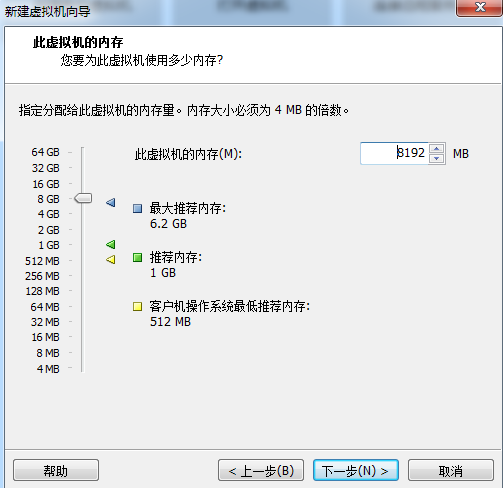 新建虚拟机向导
此虚拟机的内存
您要为此虚拟机使用多少内存?
指定分配给此虚拟机的内存量。内存大小必须为 4 MB 的倍数。
64 GB
此虚拟机的内存(M):
8192
MB
32 GB
16 GB
8 GB
4 GB
2 GB
1 GB
512 MB
256 MB
128 MB
64 MB
32 MB
16 MB
8 MB
4 MB
最大推荐内存:
6.2 GB
推荐内存:
1 GB
客户机操作系统最低推荐内存:
512 MB
帮助
< 上一步(B)
下一步(N) >
取消